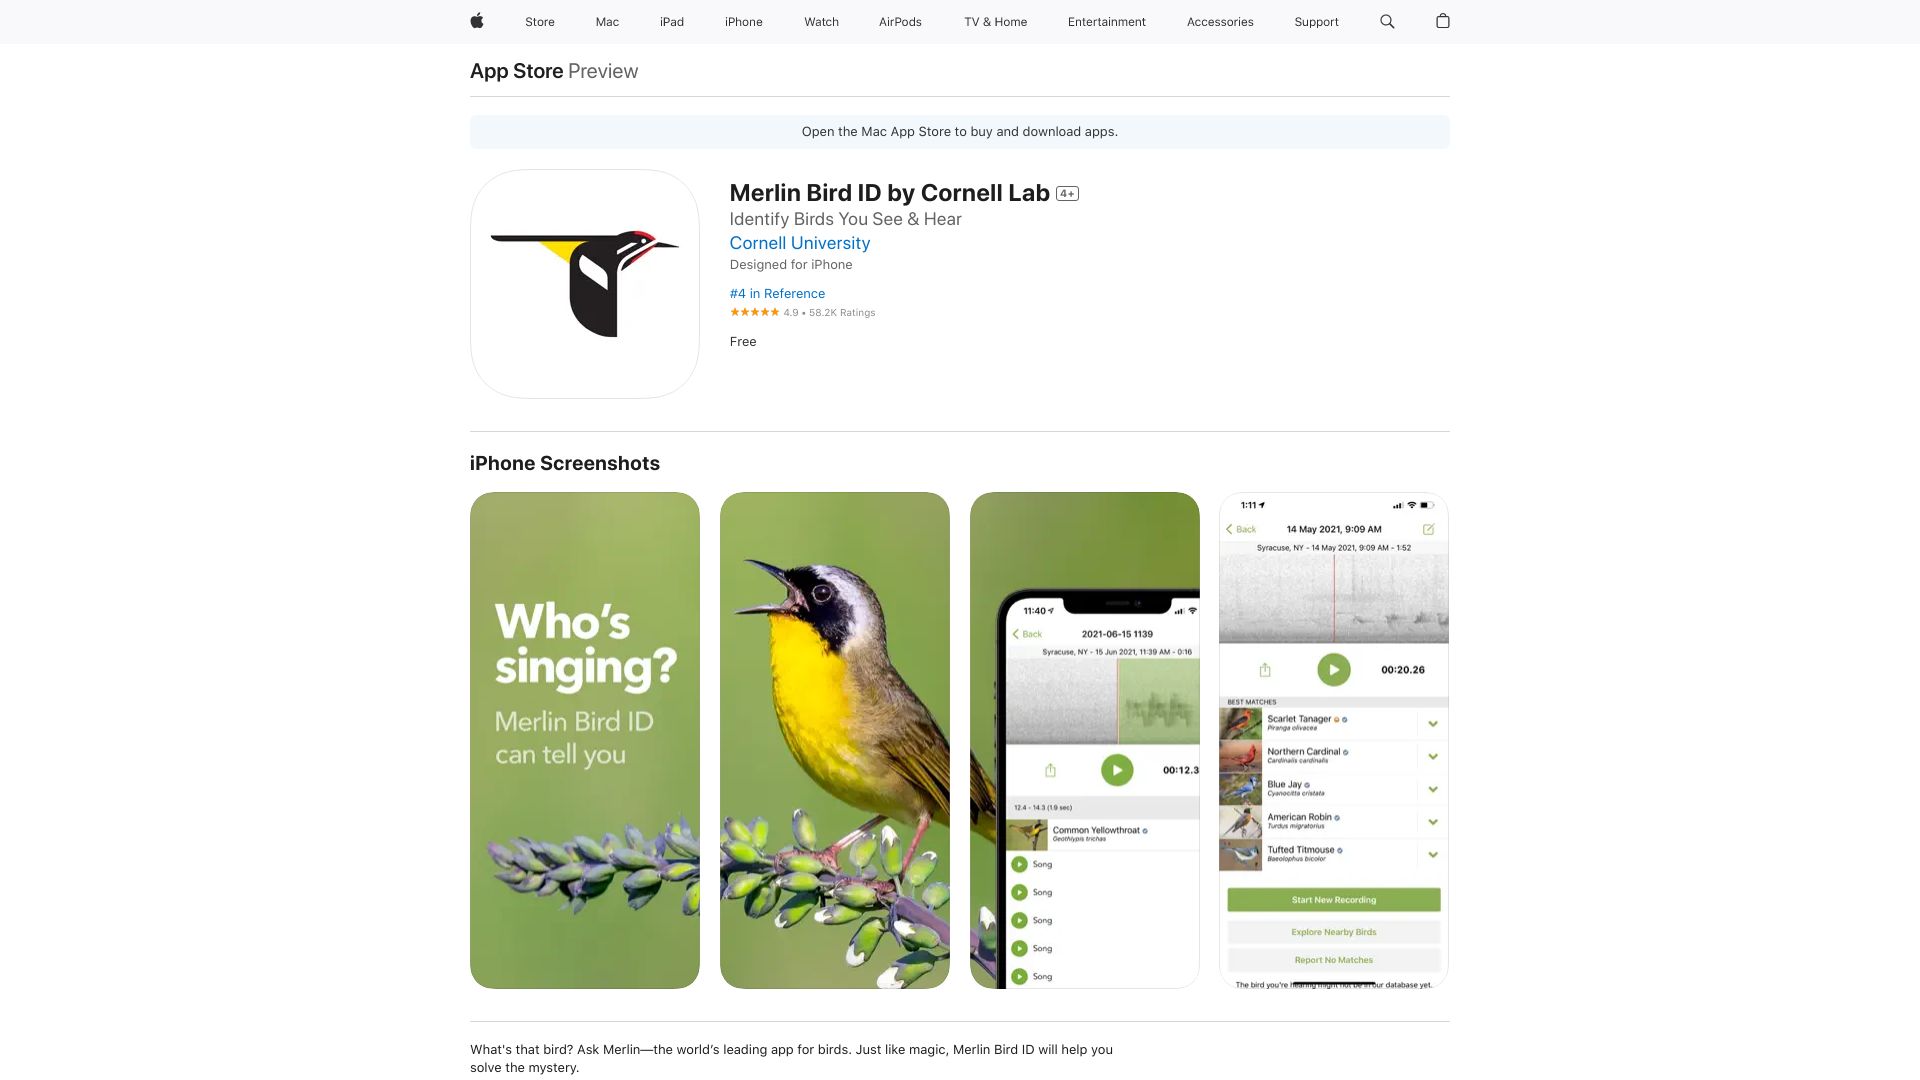 Store Mac iPad iPhone Watch AirPods TV & Home Entertainment Accessories Support
App Store Preview
Open the Mac App Store to buy and download apps.
Merlin Bird ID by Cornell Lab 4+
Identify Birds You See & Hear
Cornell University
Designed for iPhone
#4 in Reference
4.9 • 58.2K Ratings
Free
iPhone Screenshots
Who's
singing?
Merlin Bird ID
can tell you
11:40
Back 2021-06-15 1139
Syracuse, NY - 15 Jun 2021, 11:39 AM - 0:16
00:12.3
12.4 - 14.3 (1.9 sec)
Common Yellowthroat
Geothlypis trichas
Song
Song
Song
Song
Song
1:11
Back 14 May 2021, 9:09 AM
Syracuse, NY - 14 May 2021, 9:09 AM - 1:52
00:20.26
BEST MATCHES
Scarlet Tanager
Piranga olivacea
Northern Cardinal
Cardinalis cardinalis
Blue Jay
Cyanocitta cristata
American Robin
Turdus migratorius
Tufted Titmouse
Baeolophus bicolor
Start New Recording
Explore Nearby Birds
Report No Matches
The bird you're hearing might not be in our database yet.
What's that bird? Ask Merlin—the world’s leading app for birds. Just like magic, Merlin Bird ID will help you
solve the mystery.